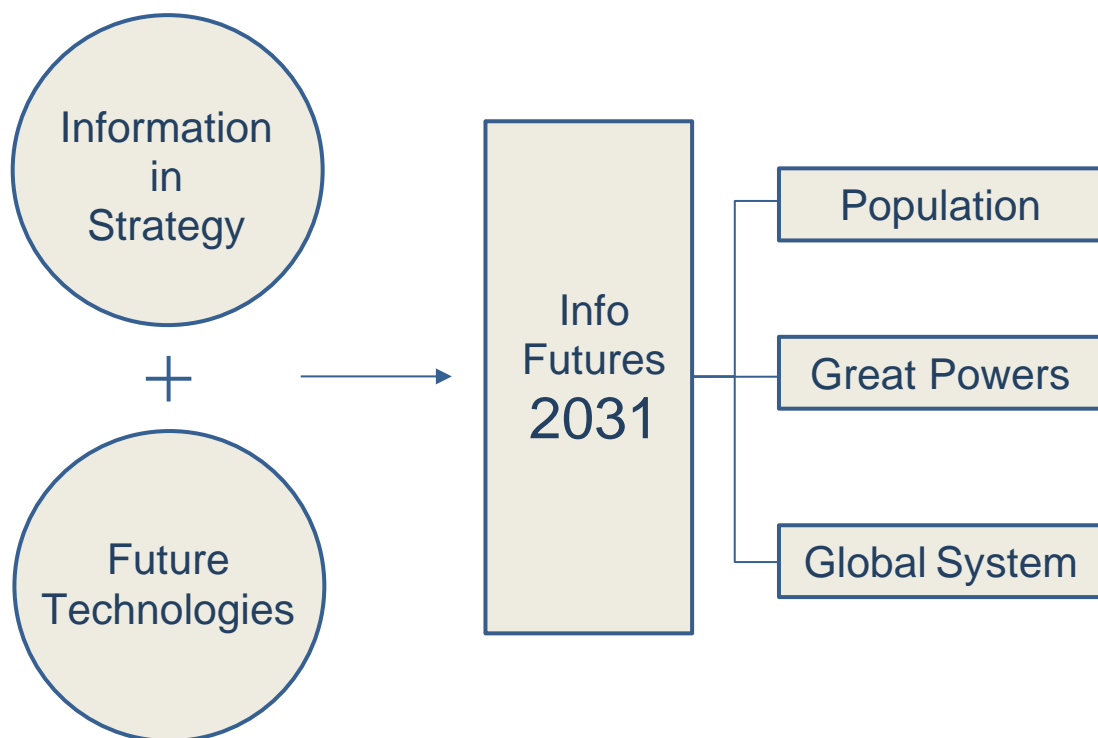 Information
in
Strategy
+
Future
Technologies
Info
Futures
2031
Population
Great Powers
Global System